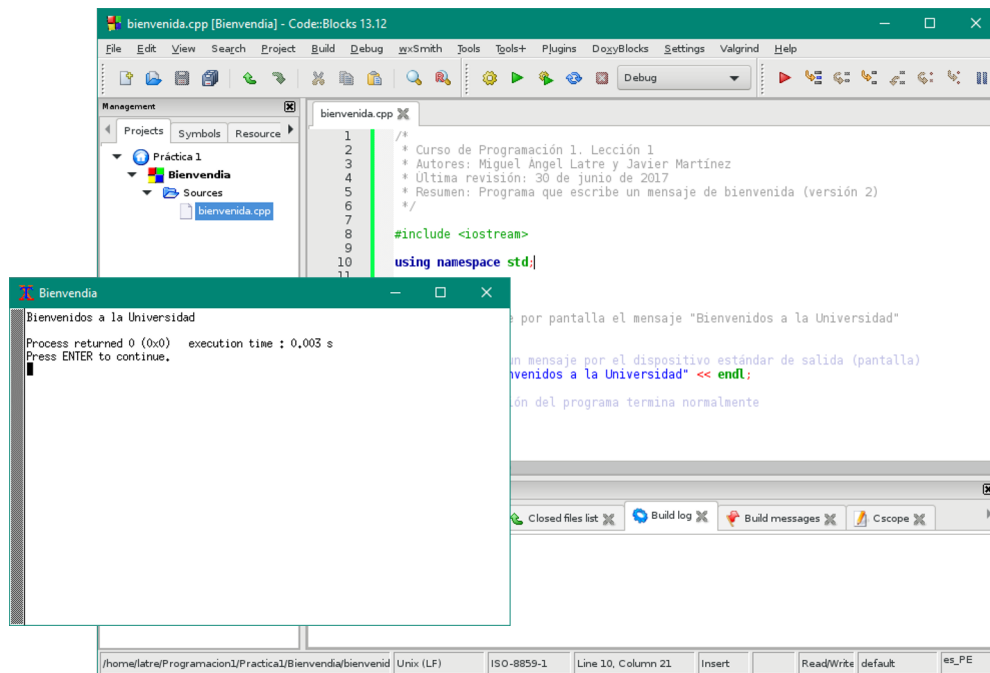 bienvenida.cpp [Bienvendia] - Code::Blocks 13.12
File Edit View Search Project Build Debug wxSmith Tools Tools+ Plugins DoxyBlocks Settings Valgrind Help
Debug
Management
Projects Symbols Resource
Práctica 1
Bienvendia
Sources
bienvenida.cpp
bienvenida.cpp
1 /*
2 * Curso de Programación 1. Lección 1
3 * Autores: Miguel Ángel Latre y Javier Martínez
4 * Última revisión: 30 de junio de 2017
5 * Resumen: Programa que escribe un mensaje de bienvenida (versión 2)
6 */
7
8 #include <iostream>
9
10 using namespace std;
11
e por pantalla el mensaje "Bienvenidos a la Universidad"
un mensaje por el dispositivo estándar de salida (pantalla)
nvenidos a la Universidad" << endl;
ión del programa termina normalmente
Bienvendia
Bienvenidos a la Universidad
Process returned 0 (0x0) execution time : 0.003 s
Press ENTER to continue.
Closed files list Build log Build messages Cscope
/home/latre/Programacion1/Practica1/Bienvendia/bienvenid Unix (LF) ISO-8859-1 Line 10, Column 21 Insert Read/Write default es_PE